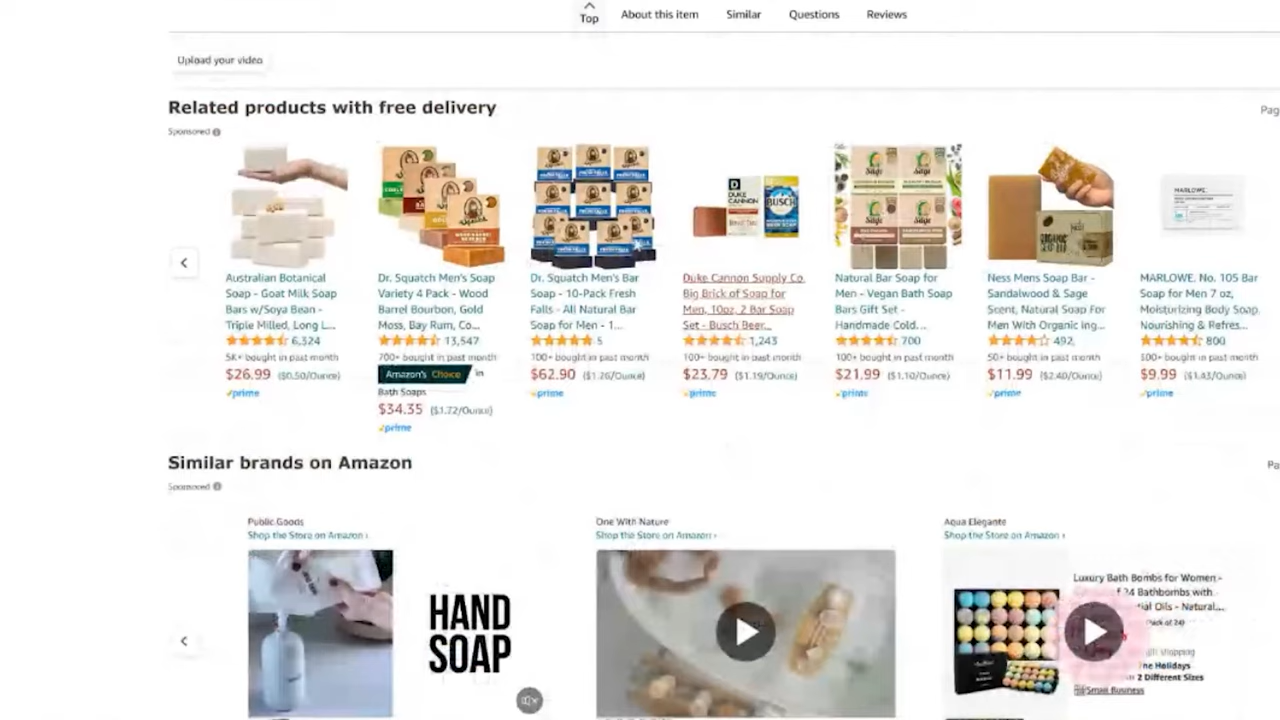 Top
About this item
Similar
Questions
Reviews
Upload your video
Related products with free delivery
Pag
Sponsored
Australian Botanical
Soap - Goat Milk Soap
Bars w/Soya Bean -
Triple Milled, Long L...
6,324
5K+ bought in past month
$26.99 ($0.50/Ounce)
prime
Dr. Squatch Men's Soap
Variety 4 Pack - Wood
Barrel Bourbon, Gold
Moss, Bay Rum, Co...
13,547
700+ bought in past month
Amazon's Choice in
Bath Soaps
$34.35 ($1.72/Ounce)
prime
Dr. Squatch Men's Bar
Soap - 10-Pack Fresh
Falls - All Natural Bar
Soap for Men - 1...
5
100+ bought in past month
$62.90 ($1.26/Ounce)
prime
DUKE
CANNON
BUSCH
Duke Cannon Supply Co.
Big Brick of Soap for
Men, 10oz, 2 Bar Soap
Set - Busch Beer...
1,243
100+ bought in past month
$23.79 ($1.19/Ounce)
prime
Sage
Sage
Natural Bar Soap for
Men - Vegan Bath Soap
Bars Gift Set -
Handmade Cold...
700
100+ bought in past month
$21.99 ($1.10/Ounce)
prime
ORGANIC
Ness Mens Soap Bar -
Sandalwood & Sage
Scent, Natural Soap For
Men With Organic Ing...
492
50+ bought in past month
$11.99 ($2.40/Ounce)
prime
MARLOWE.
MARLOWE. No. 105 Bar
Soap for Men 7 oz,
Moisturizing Body Soap,
Nourishing & Refres...
800
500+ bought in past month
$9.99 ($1.43/Ounce)
prime
Similar brands on Amazon
Pa
Sponsored
Public Goods
Shop the Store on Amazon ›
HAND
SOAP
One With Nature
Shop the Store on Amazon ›
Aqua Elegante
Shop the Store on Amazon ›
Luxury Bath Bombs for Women -
f 24 Bathbombs with
tial Oils - Natural...
Pack of 24)
shopping
he Holidays
2 Different Sizes
Small Business